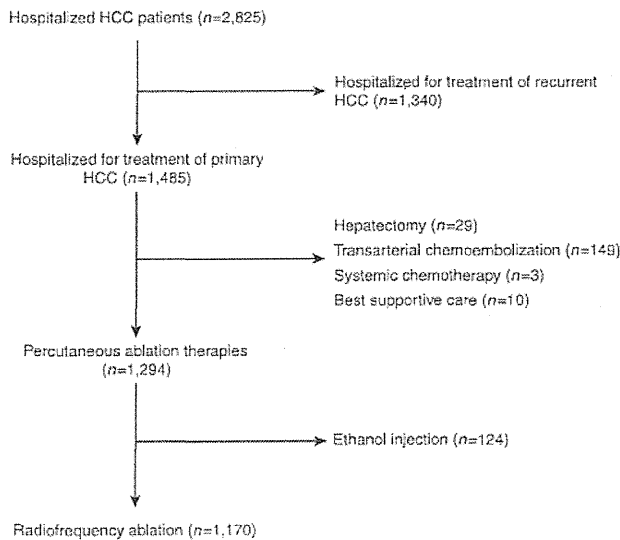 Hospitalized HCC patients (n=2,825)
Hospitalized for treatment of recurrent
HCC (n=1,340)
Hospitalized for treatment of primary
HCC (n=1,485)
Hepatectomy (n=29)
Transarterial chemoembolization (n=149)
Systemic chemotherapy (n=3)
Best supportive care (n=10)
Percutaneous ablation therapies
(n=1,294)
Ethanol injection (n=124)
Radiofrequency ablation (n=1,170)